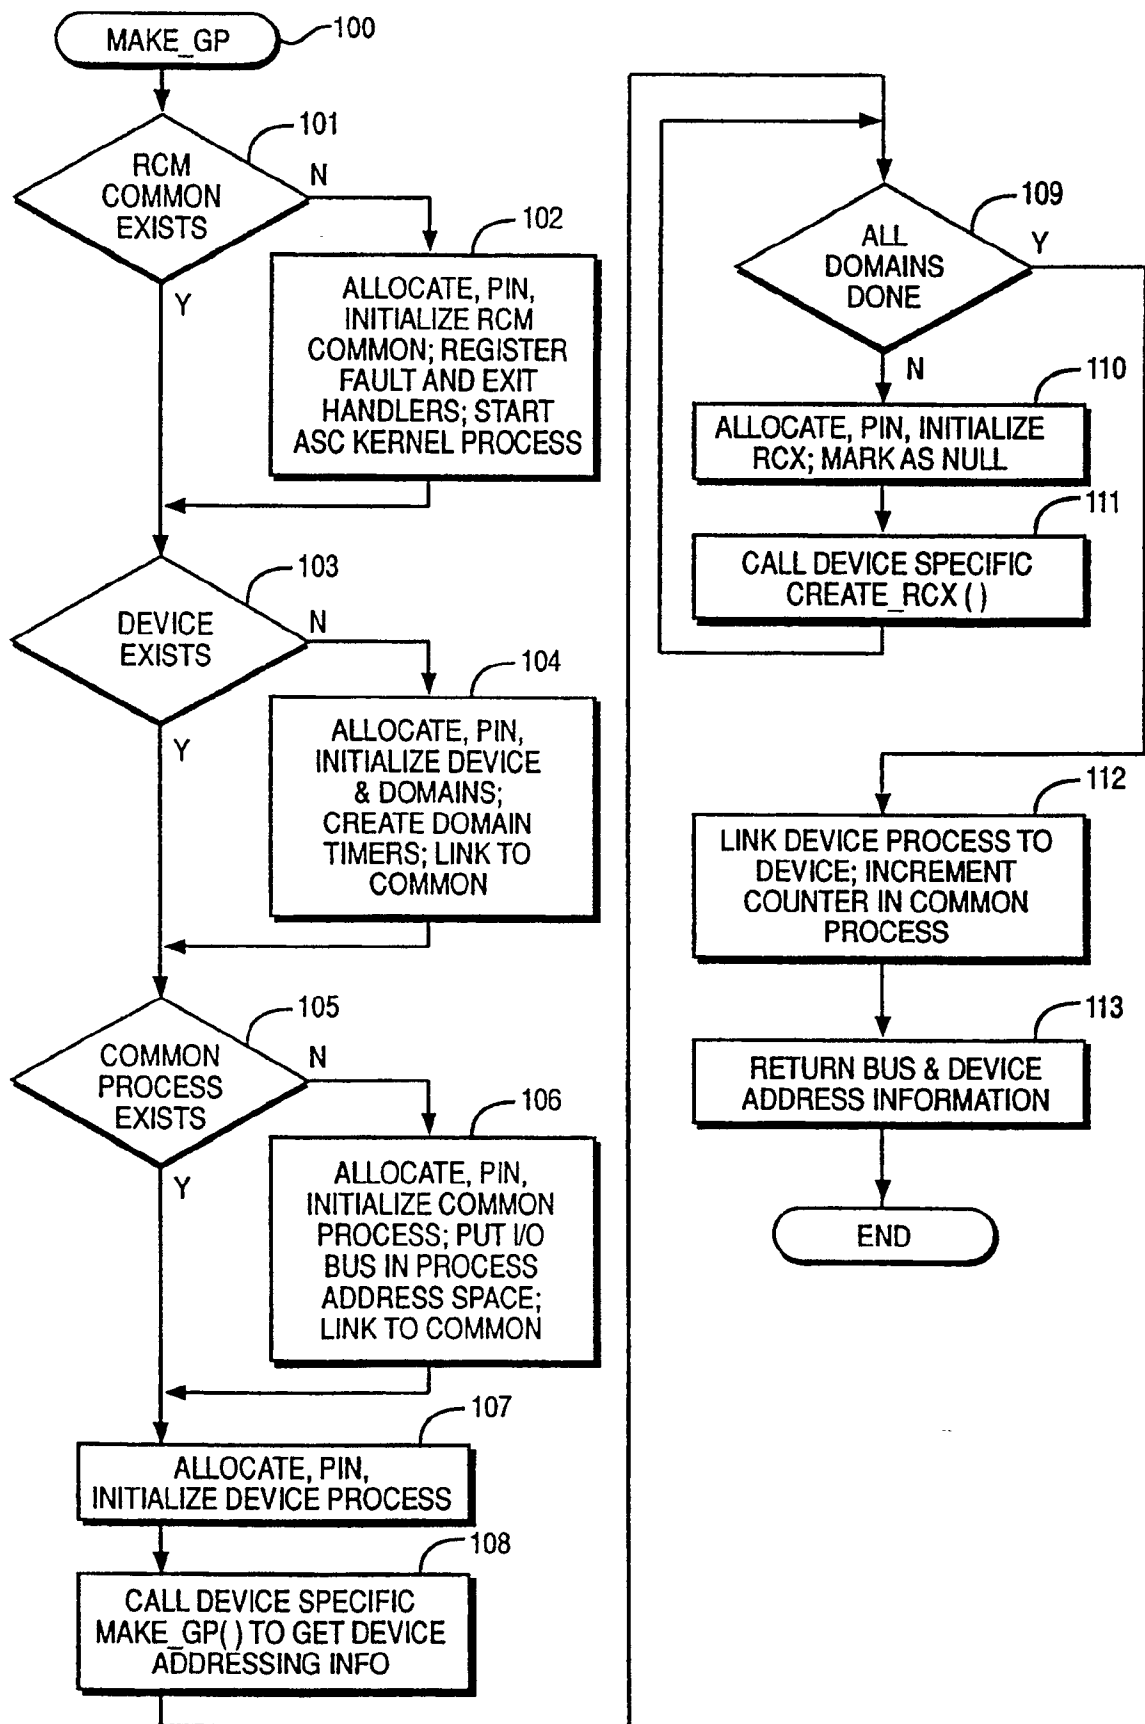 MAKE_GP
100
101
RCM
COMMON
EXISTS
N
Y
102
ALLOCATE, PIN,
INITIALIZE RCM
COMMON; REGISTER
FAULT AND EXIT
HANDLERS; START
ASC KERNEL PROCESS
103
DEVICE
EXISTS
N
Y
104
ALLOCATE, PIN,
INITIALIZE DEVICE
& DOMAINS;
CREATE DOMAIN
TIMERS; LINK TO
COMMON
105
COMMON
PROCESS
EXISTS
N
Y
106
ALLOCATE, PIN,
INITIALIZE COMMON
PROCESS; PUT I/O
BUS IN PROCESS
ADDRESS SPACE;
LINK TO COMMON
107
ALLOCATE, PIN,
INITIALIZE DEVICE PROCESS
108
CALL DEVICE SPECIFIC
MAKE_GP( ) TO GET DEVICE
ADDRESSING INFO
109
ALL
DOMAINS
DONE
Y
N
110
ALLOCATE, PIN, INITIALIZE
RCX; MARK AS NULL
111
CALL DEVICE SPECIFIC
CREATE_RCX ( )
112
LINK DEVICE PROCESS TO
DEVICE; INCREMENT
COUNTER IN COMMON
PROCESS
113
RETURN BUS & DEVICE
ADDRESS INFORMATION
END